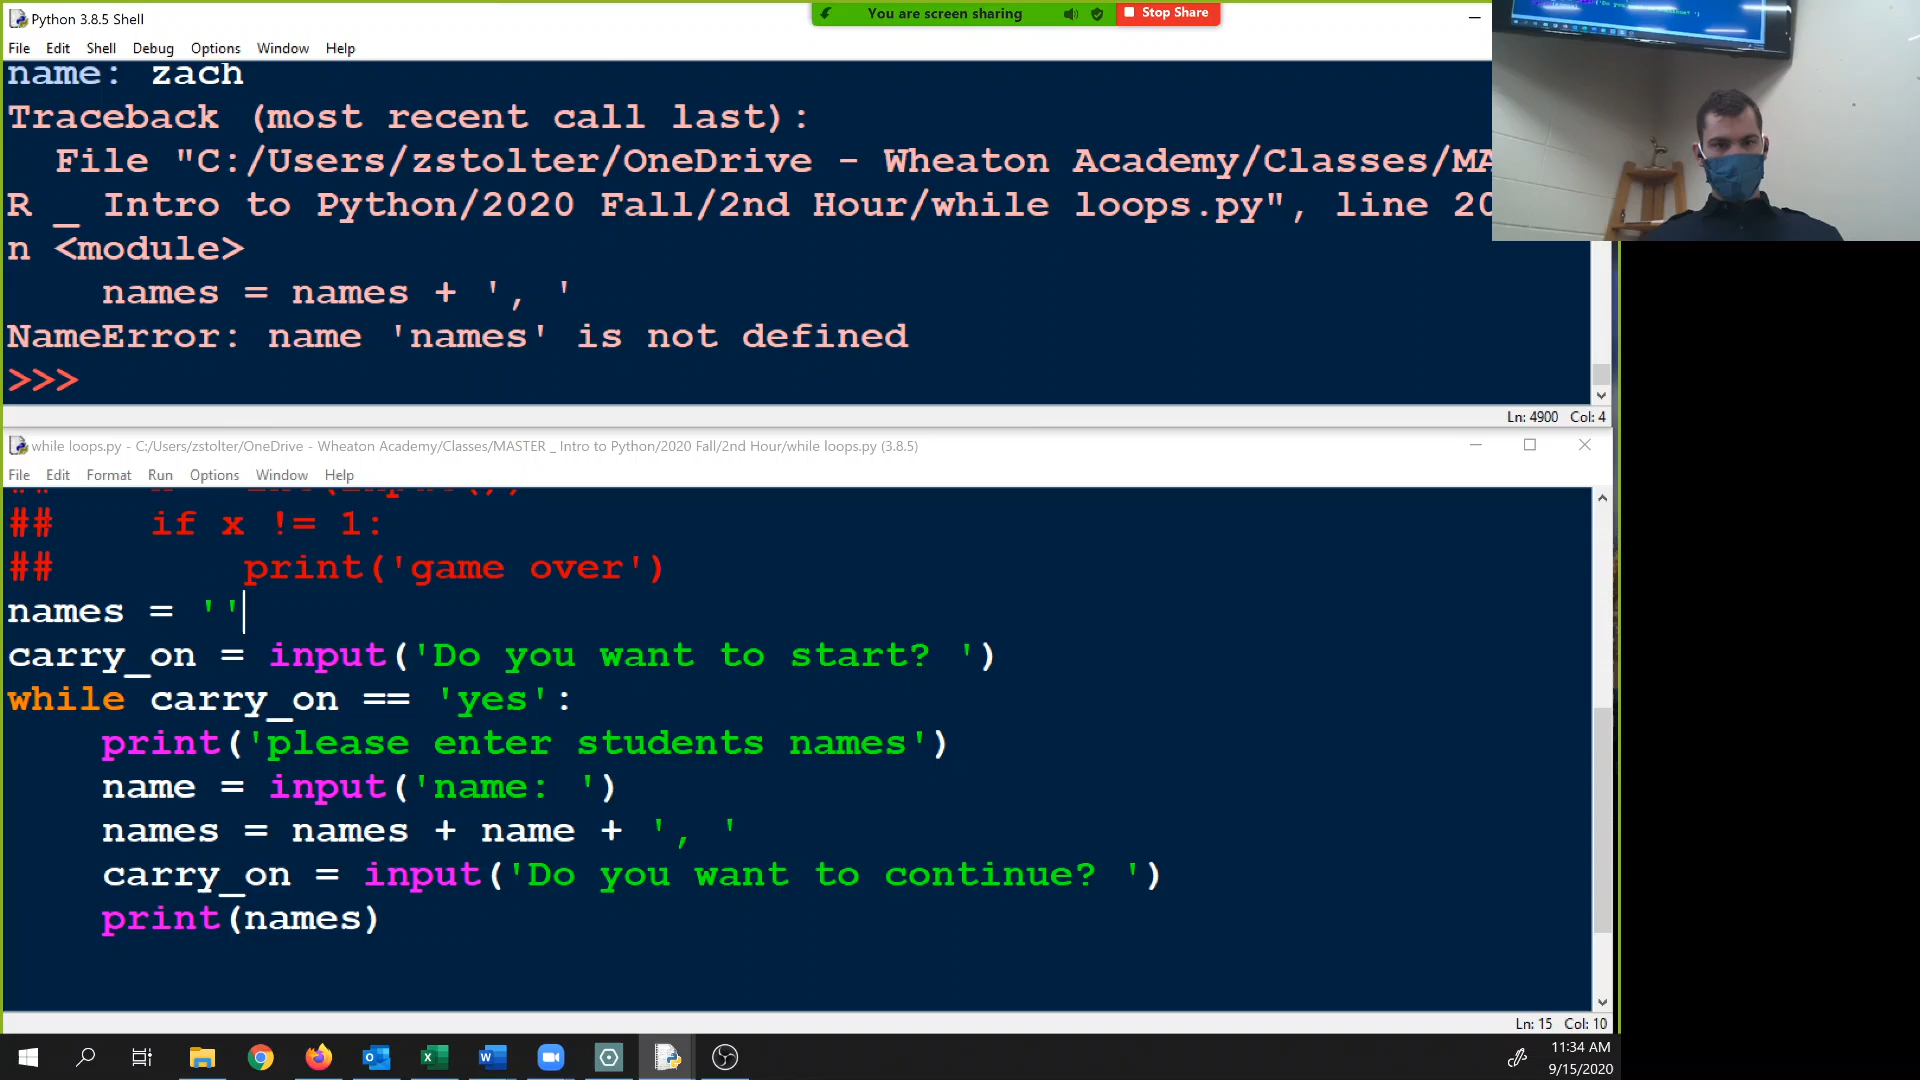 Python 3.8.5 Shell
You are screen sharing
Stop Share
File Edit Shell Debug Options Window Help
name: zach
Traceback (most recent call last):
File "C:/Users/zstolter/OneDrive - Wheaton Academy/Classes/MA
R _ Intro to Python/2020 Fall/2nd Hour/while loops.py", line 20
n <module>
names = names + ', '
NameError: name 'names' is not defined
>>>
Ln: 4900 Col: 4
while loops.py - C:/Users/zstolter/OneDrive - Wheaton Academy/Classes/MASTER _ Intro to Python/2020 Fall/2nd Hour/while loops.py (3.8.5)
File Edit Format Run Options Window Help
## if x != 1:
## print('game over')
names = ''
carry_on = input('Do you want to start? ')
while carry_on == 'yes':
print('please enter students names')
name = input('name: ')
names = names + name + ', '
carry_on = input('Do you want to continue? ')
print(names)
Ln: 15 Col: 10
11:34 AM
9/15/2020